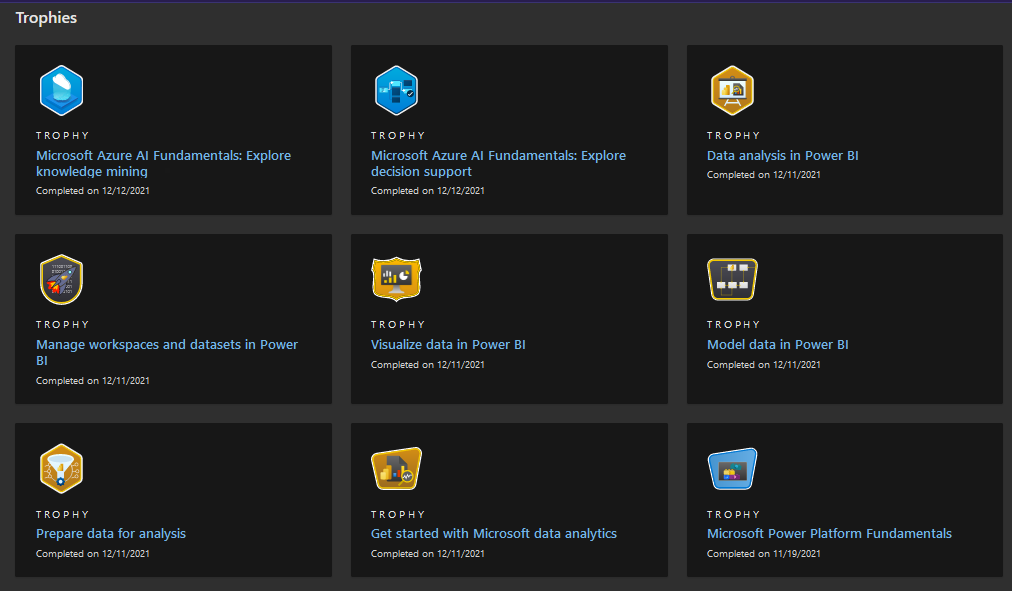 Trophies
TROPHY
Microsoft Azure AI Fundamentals: Explore
knowledge mining
Completed on 12/12/2021
TROPHY
Microsoft Azure AI Fundamentals: Explore
decision support
Completed on 12/12/2021
TROPHY
Data analysis in Power BI
Completed on 12/11/2021
TROPHY
Manage workspaces and datasets in Power
BI
Completed on 12/11/2021
TROPHY
Visualize data in Power BI
Completed on 12/11/2021
TROPHY
Model data in Power BI
Completed on 12/11/2021
TROPHY
Prepare data for analysis
Completed on 12/11/2021
TROPHY
Get started with Microsoft data analytics
Completed on 12/11/2021
TROPHY
Microsoft Power Platform Fundamentals
Completed on 11/19/2021